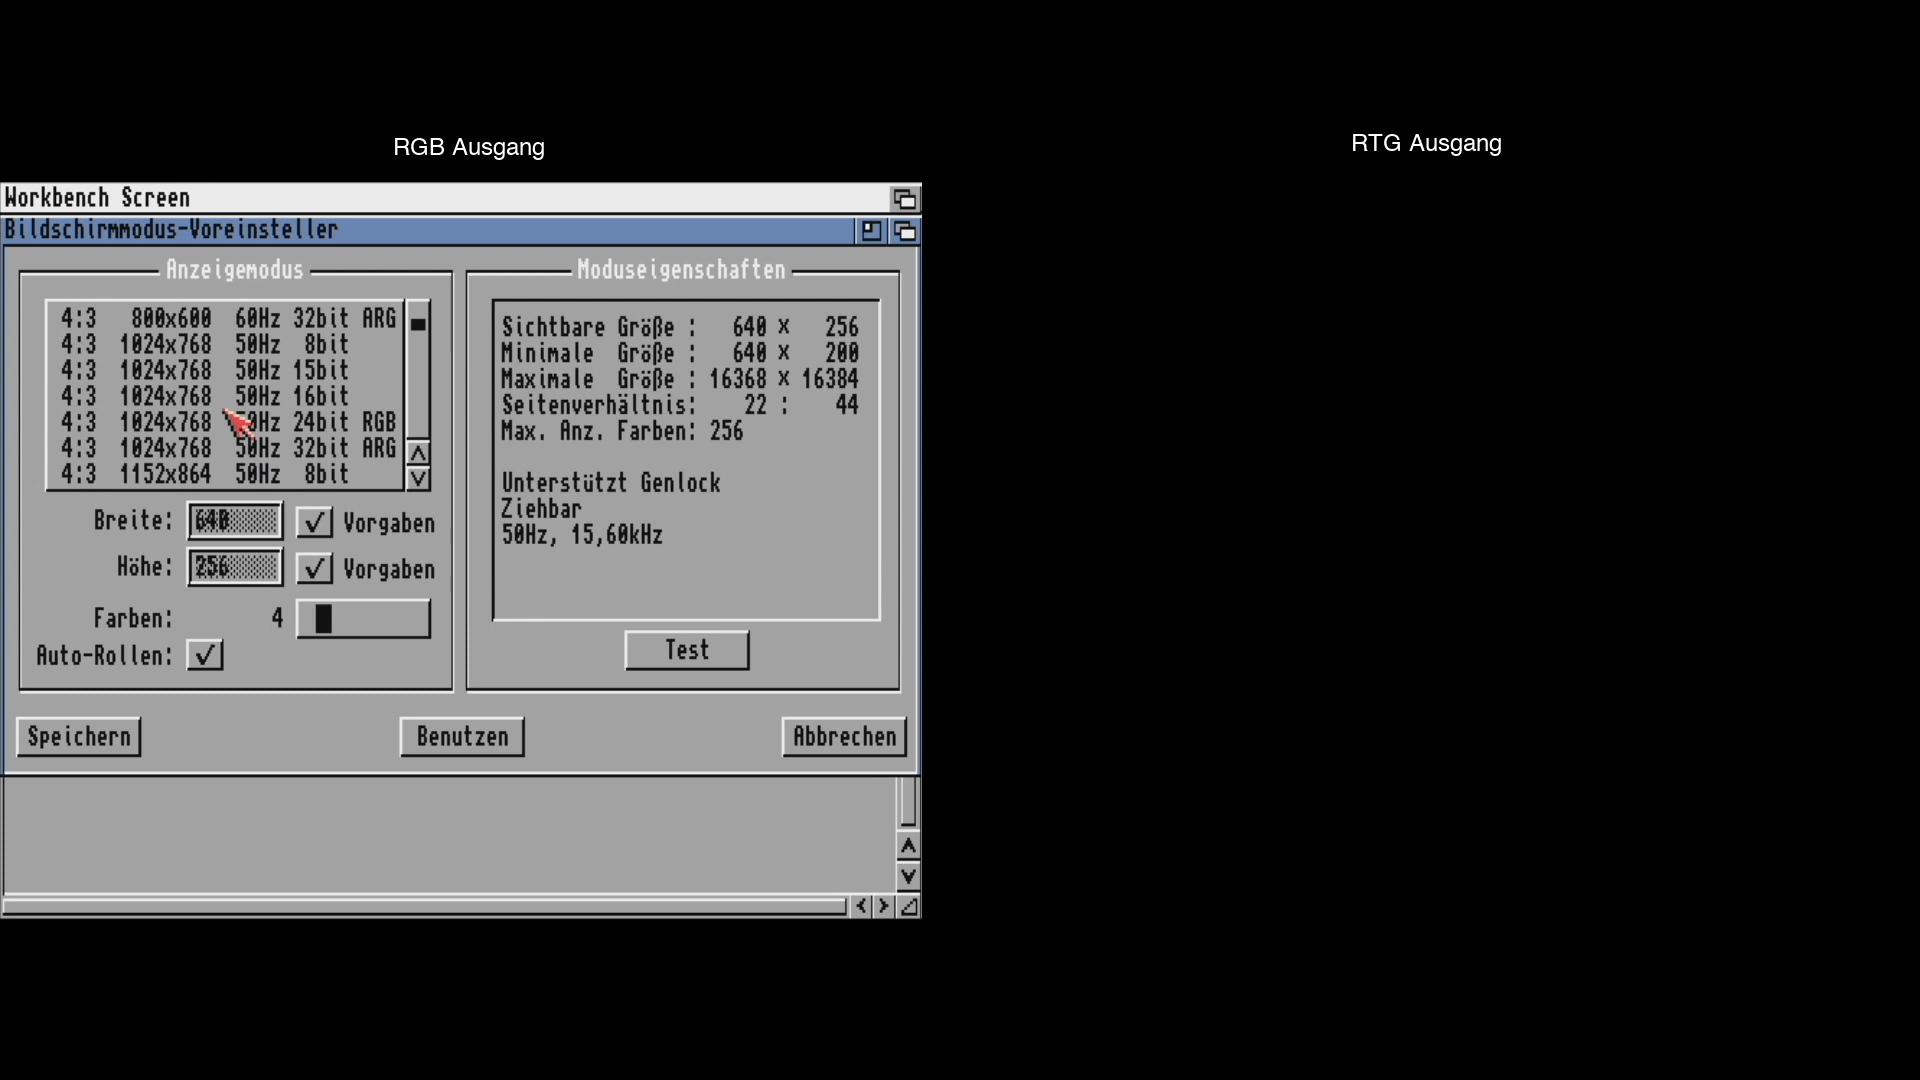 RGB Ausgang
RTG Ausgang
Workbench Screen
Bildschirmmodus-Voreinsteller
Anzeigemodus
4:3 800x600 60Hz 32bit ARG
4:3 1024x768 50Hz 8bit
4:3 1024x768 50Hz 15bit
4:3 1024x768 50Hz 16bit
4:3 1024x768 50Hz 24bit RGB
4:3 1024x768 50Hz 32bit ARG
4:3 1152x864 50Hz 8bit
Breite: 640 Vorgaben
Höhe: 256 Vorgaben
Farben: 4
Auto-Rollen:
Moduseigenschaften
Sichtbare Größe : 640 x 256
Minimale Größe : 640 x 200
Maximale Größe : 16368 x 16384
Seitenverhältnis: 22 : 44
Max. Anz. Farben: 256
Unterstützt Genlock
Ziehbar
50Hz, 15,60kHz
Test
Speichern
Benutzen
Abbrechen